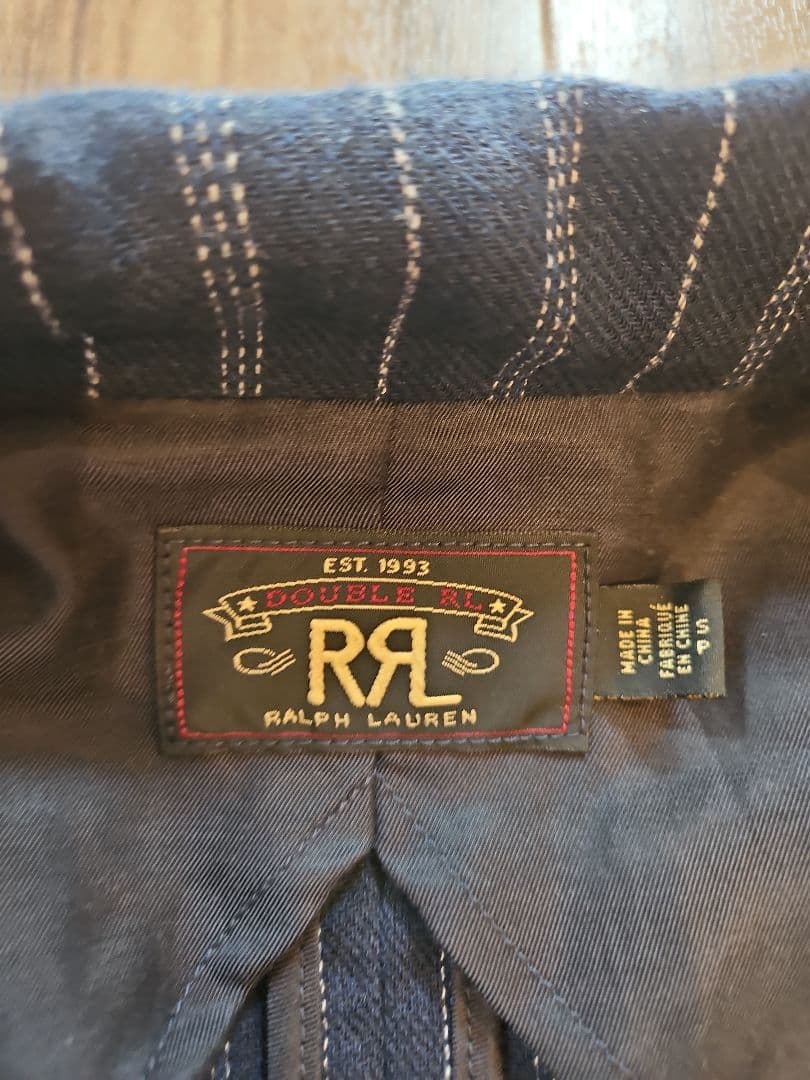 EST. 1993
DOUBLE RL
RRL
RALPH LAUREN
MADE IN
CHINA
FABRIQUÉ
EN CHINE
S
P